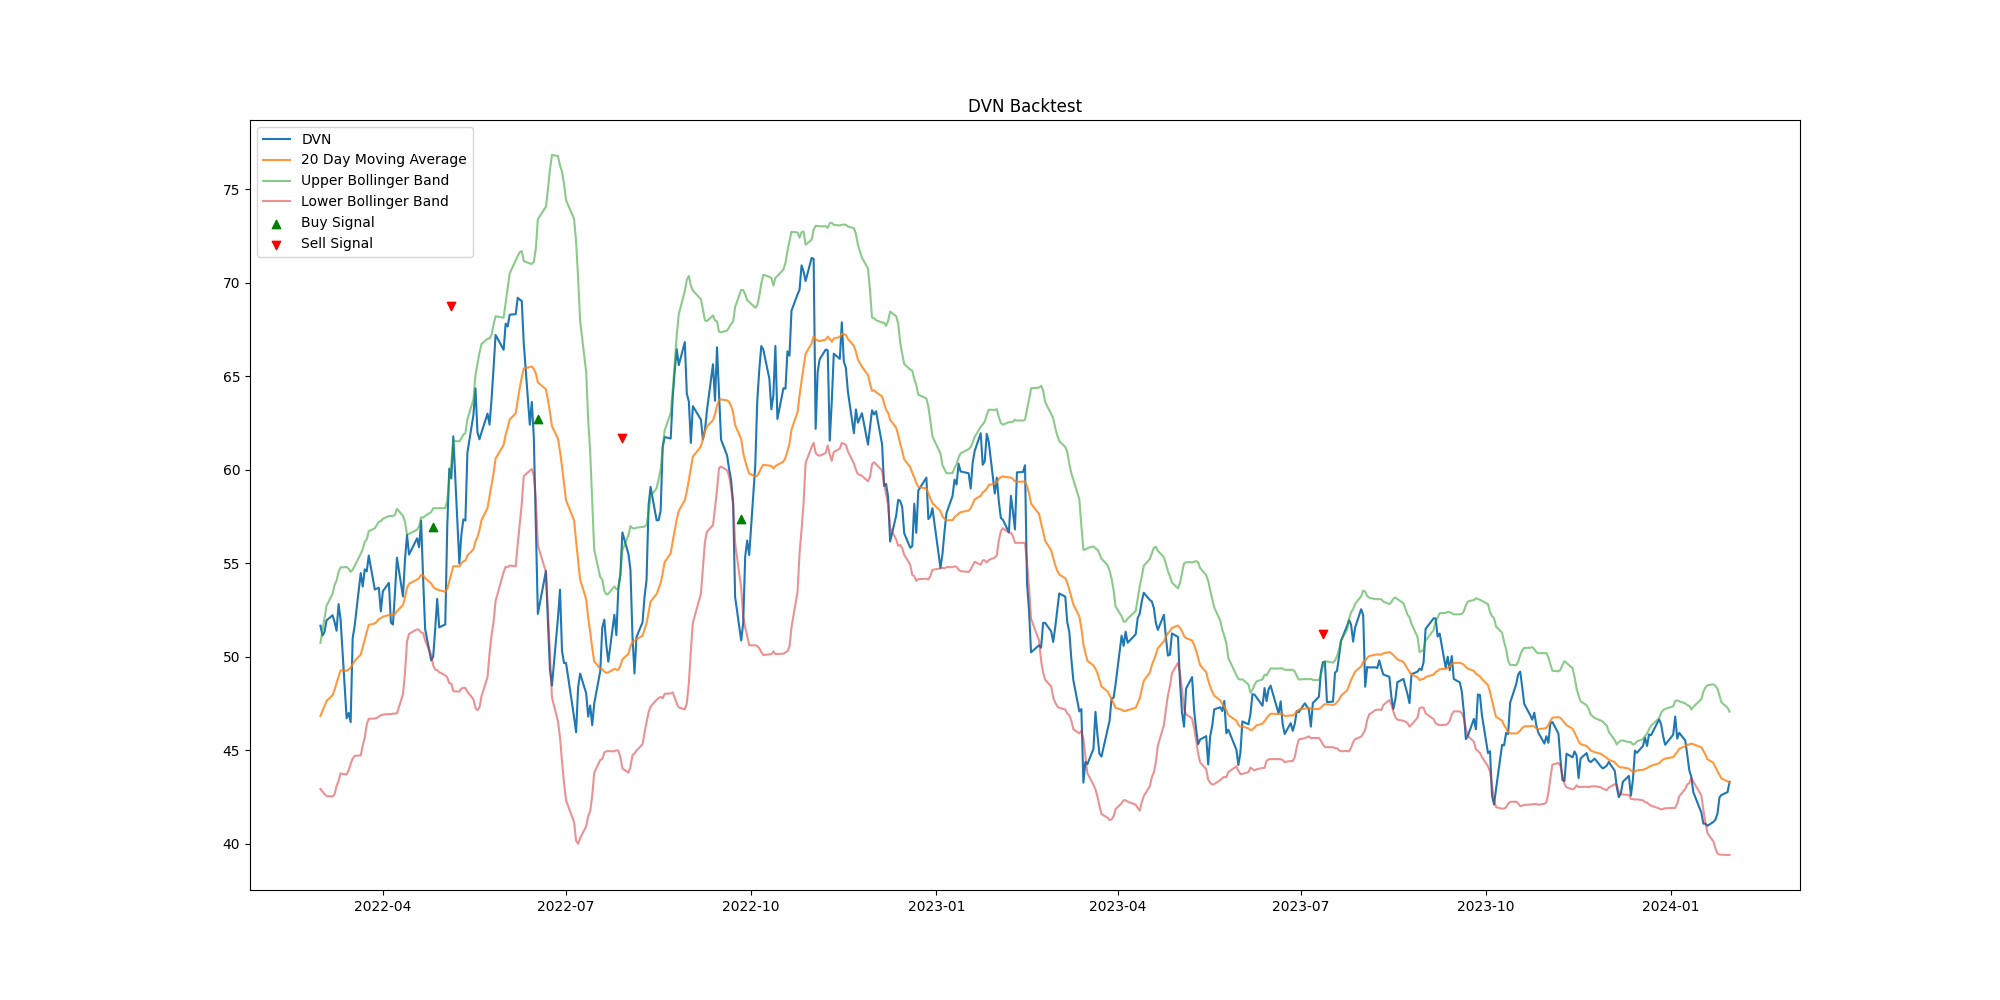 DVN Backtest
DVN
20 Day Moving Average
Upper Bollinger Band
Lower Bollinger Band
Buy Signal
Sell Signal
75
70
65
60
55
50
45
40
2022-04 2022-07 2022-10 2023-01 2023-04 2023-07 2023-10 2024-01